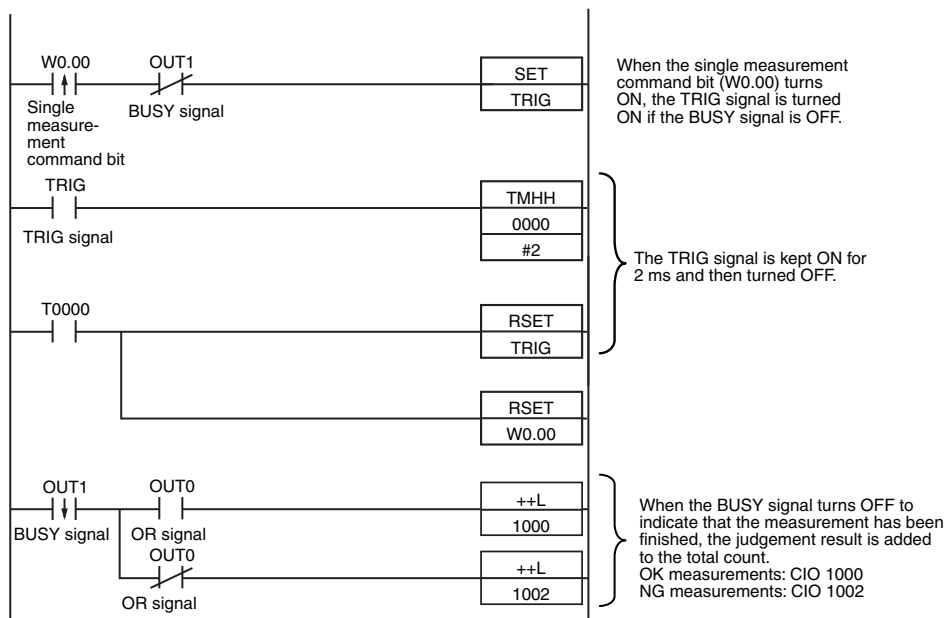 W0.00
OUT1
SET
TRIG
Single
measure-
ment
command bit
BUSY signal
When the single measurement
command bit (W0.00) turns
ON, the TRIG signal is turned
ON if the BUSY signal is OFF.
TRIG
TRIG signal
TMHH
0000
#2
The TRIG signal is kept ON for
2 ms and then turned OFF.
T0000
RSET
TRIG
RSET
W0.00
OUT1
BUSY signal
OUT0
OR signal
++L
1000
OUT0
OR signal
++L
1002
When the BUSY signal turns OFF to
indicate that the measurement has been
finished, the judgement result is added
to the total count.
OK measurements: CIO 1000
NG measurements: CIO 1002